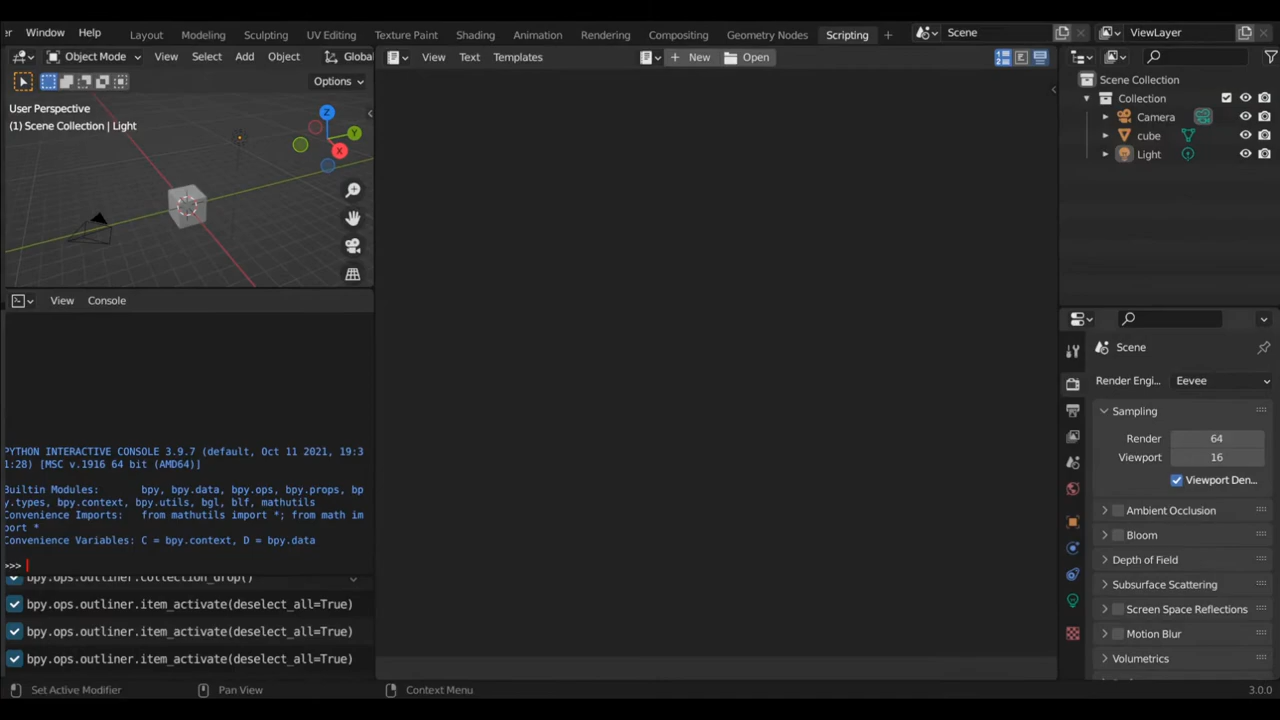 er Window Help Layout Modeling Sculpting UV Editing Texture Paint Shading Animation Rendering Compositing Geometry Nodes Scripting + Scene ViewLayer
Object Mode View Select Add Object Global
View Text Templates New Open
Options
User Perspective
(1) Scene Collection | Light
Z
Y
X
Scene Collection
Collection
Camera
cube
Light
View Console
PYTHON INTERACTIVE CONSOLE 3.9.7 (default, Oct 11 2021, 19:3
1:28) [MSC v.1916 64 bit (AMD64)]
Builtin Modules: bpy, bpy.data, bpy.ops, bpy.props, bp
y.types, bpy.context, bpy.utils, bgl, blf, mathutils
Convenience Imports: from mathutils import *; from math im
port *
Convenience Variables: C = bpy.context, D = bpy.data
>>>
bpy.ops.outliner.collection_drop()
bpy.ops.outliner.item_activate(deselect_all=True)
bpy.ops.outliner.item_activate(deselect_all=True)
bpy.ops.outliner.item_activate(deselect_all=True)
Scene
Render Engi... Eevee
Sampling
Render 64
Viewport 16
Viewport Den...
Ambient Occlusion
Bloom
Depth of Field
Subsurface Scattering
Screen Space Reflections
Motion Blur
Volumetrics
Set Active Modifier Pan View Context Menu 3.0.0